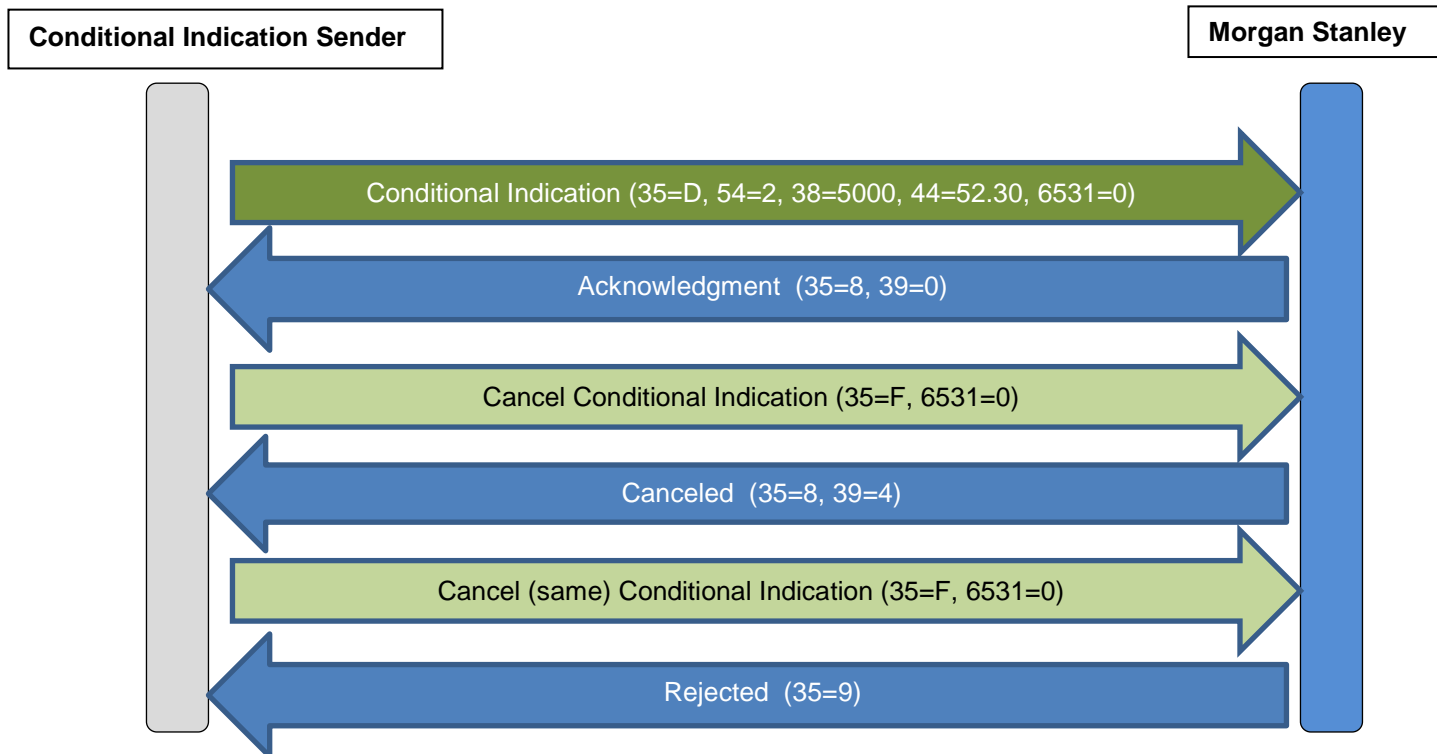 Conditional Indication Sender
Morgan Stanley
Conditional Indication (35=D, 54=2, 38=5000, 44=52.30, 6531=0)
Acknowledgment  (35=8, 39=0)
Cancel Conditional Indication (35=F, 6531=0)
Canceled  (35=8, 39=4)
Cancel (same) Conditional Indication (35=F, 6531=0)
Rejected  (35=9)